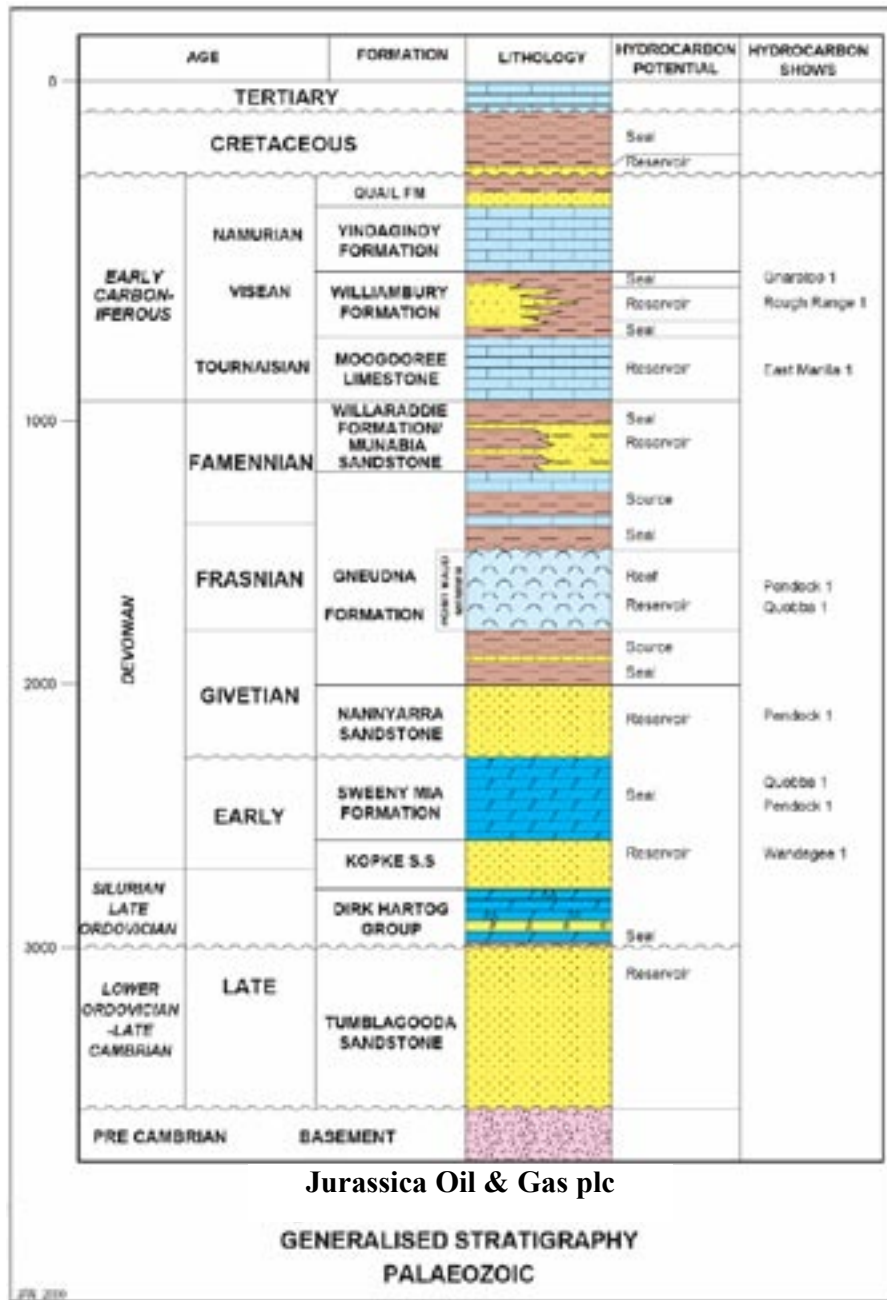 AGE
FORMATION
LITHOLOGY
HYDROCARBON
POTENTIAL
HYDROCARBON
SHOWS
0
TERTIARY
CRETACEOUS
Seal
Reservoir
QUAIL FM
EARLY
CARBON-
IFEROUS
NAMURIAN
YINDAGINDY
FORMATION
VISEAN
WILLIAMBURY
FORMATION
Seal
Reservoir
Seal
Gnaraloo 1
Rough Range 1
TOURNAISIAN
MOOGOOREE
LIMESTONE
Reservoir
East Marilla 1
1000
DEVONIAN
FAMENNIAN
WILLARADDIE
FORMATION/
MUNABIA
SANDSTONE
Seal
Reservoir
Source
Seal
FRASNIAN
GNEUDNA
FORMATION
POINT MAUD
MEMBER
Reef
Reservoir
Pendock 1
Quobba 1
Source
Seal
2000
GIVETIAN
NANNYARRA
SANDSTONE
Reservoir
Pendock 1
EARLY
SWEENY MIA
FORMATION
Seal
Quobba 1
Pendock 1
KOPKE S.S
Reservoir
Wandagee 1
SILURIAN
LATE
ORDOVICIAN
DIRK HARTOG
GROUP
Seal
3000
LOWER
ORDOVICIAN
-LATE
CAMBRIAN
LATE
TUMBLAGOODA
SANDSTONE
Reservoir
PRE CAMBRIAN BASEMENT
Jurassica Oil & Gas plc
GENERALISED STRATIGRAPHY
PALAEOZOIC